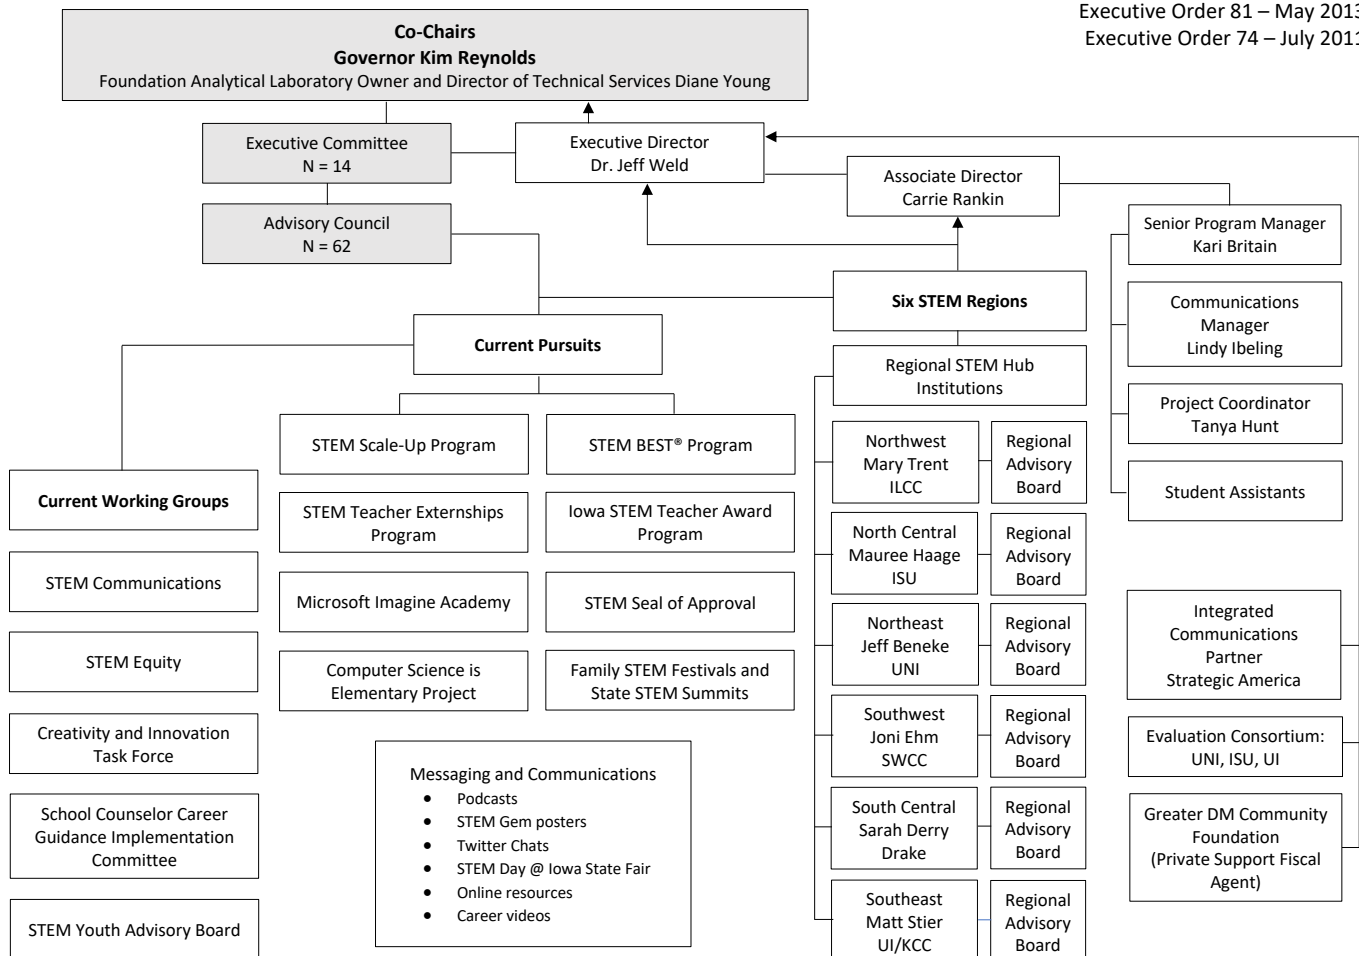 Executive Order 81 – May 2013
Executive Order 74 – July 2011
Co-Chairs
Governor Kim Reynolds
Foundation Analytical Laboratory Owner and Director of Technical Services Diane Young
Executive Committee
N = 14
Executive Director
Dr. Jeff Weld
Associate Director
Carrie Rankin
Advisory Council
N = 62
Senior Program Manager
Kari Britain
Communications
Manager
Lindy Ibeling
Project Coordinator
Tanya Hunt
Student Assistants
Six STEM Regions
Current Pursuits
Regional STEM Hub
Institutions
STEM Scale-Up Program
STEM BEST® Program
STEM Teacher Externships
Program
Iowa STEM Teacher Award
Program
Microsoft Imagine Academy
STEM Seal of Approval
Computer Science is
Elementary Project
Family STEM Festivals and
State STEM Summits
Current Working Groups
STEM Communications
STEM Equity
Creativity and Innovation
Task Force
School Counselor Career
Guidance Implementation
Committee
STEM Youth Advisory Board
Messaging and Communications
• Podcasts
• STEM Gem posters
• Twitter Chats
• STEM Day @ Iowa State Fair
• Online resources
• Career videos
Northwest
Mary Trent
ILCC
Regional
Advisory
Board
North Central
Mauree Haage
ISU
Regional
Advisory
Board
Northeast
Jeff Beneke
UNI
Regional
Advisory
Board
Southwest
Joni Ehm
SWCC
Regional
Advisory
Board
South Central
Sarah Derry
Drake
Regional
Advisory
Board
Southeast
Matt Stier
UI/KCC
Regional
Advisory
Board
Integrated
Communications
Partner
Strategic America
Evaluation Consortium:
UNI, ISU, UI
Greater DM Community
Foundation
(Private Support Fiscal
Agent)